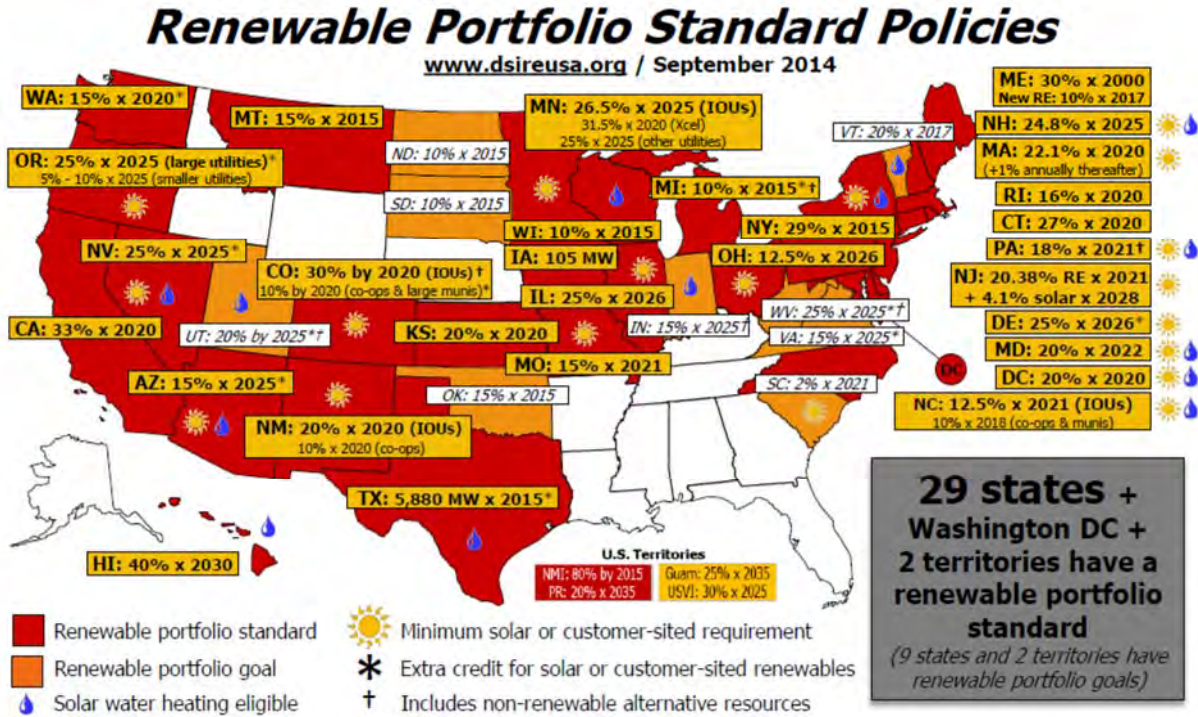 Renewable Portfolio Standard Policies
www.dsireusa.org / September 2014
WA: 15% x 2020*
MT: 15% x 2015
MN: 26.5% x 2025 (IOUs)
31.5% x 2020 (Xcel)
25% x 2025 (other utilities)
ND: 10% x 2015
VT: 20% x 2017
OR: 25% x 2025 (large utilities)*
5% - 10% x 2025 (smaller utilities)
SD: 10% x 2015
MI: 10% x 2015*†
WI: 10% x 2015
NY: 29% x 2015
NV: 25% x 2025*
CO: 30% by 2020 (IOUs)†
10% by 2020 (co-ops & large munis)*
IA: 105 MW
OH: 12.5% x 2026
IL: 25% x 2026
CA: 33% x 2020
UT: 20% by 2025*†
KS: 20% x 2020
IN: 15% x 2025†
WV: 25% x 2025*†
VA: 15% x 2025*
MO: 15% x 2021
AZ: 15% x 2025*
OK: 15% x 2015
SC: 2% x 2021
DC
NM: 20% x 2020 (IOUs)
10% x 2020 (co-ops)
TX: 5,880 MW x 2015*
HI: 40% x 2030
ME: 30% x 2000
New RE: 10% x 2017
NH: 24.8% x 2025
MA: 22.1% x 2020
(+1% annually thereafter)
RI: 16% x 2020
CT: 27% x 2020
PA: 18% x 2021†
NJ: 20.38% RE x 2021
+ 4.1% solar x 2028
DE: 25% x 2026*
MD: 20% x 2022
DC: 20% x 2020
NC: 12.5% x 2021 (IOUs)
10% x 2018 (co-ops & munis)
29 states +
Washington DC +
2 territories have a
renewable portfolio
standard
(9 states and 2 territories have
renewable portfolio goals)
U.S. Territories
NMI: 80% by 2015
PR: 20% x 2035
Guam: 25% x 2035
USVI: 30% x 2025
Renewable portfolio standard
Renewable portfolio goal
Solar water heating eligible
Minimum solar or customer-sited requirement
* Extra credit for solar or customer-sited renewables
† Includes non-renewable alternative resources